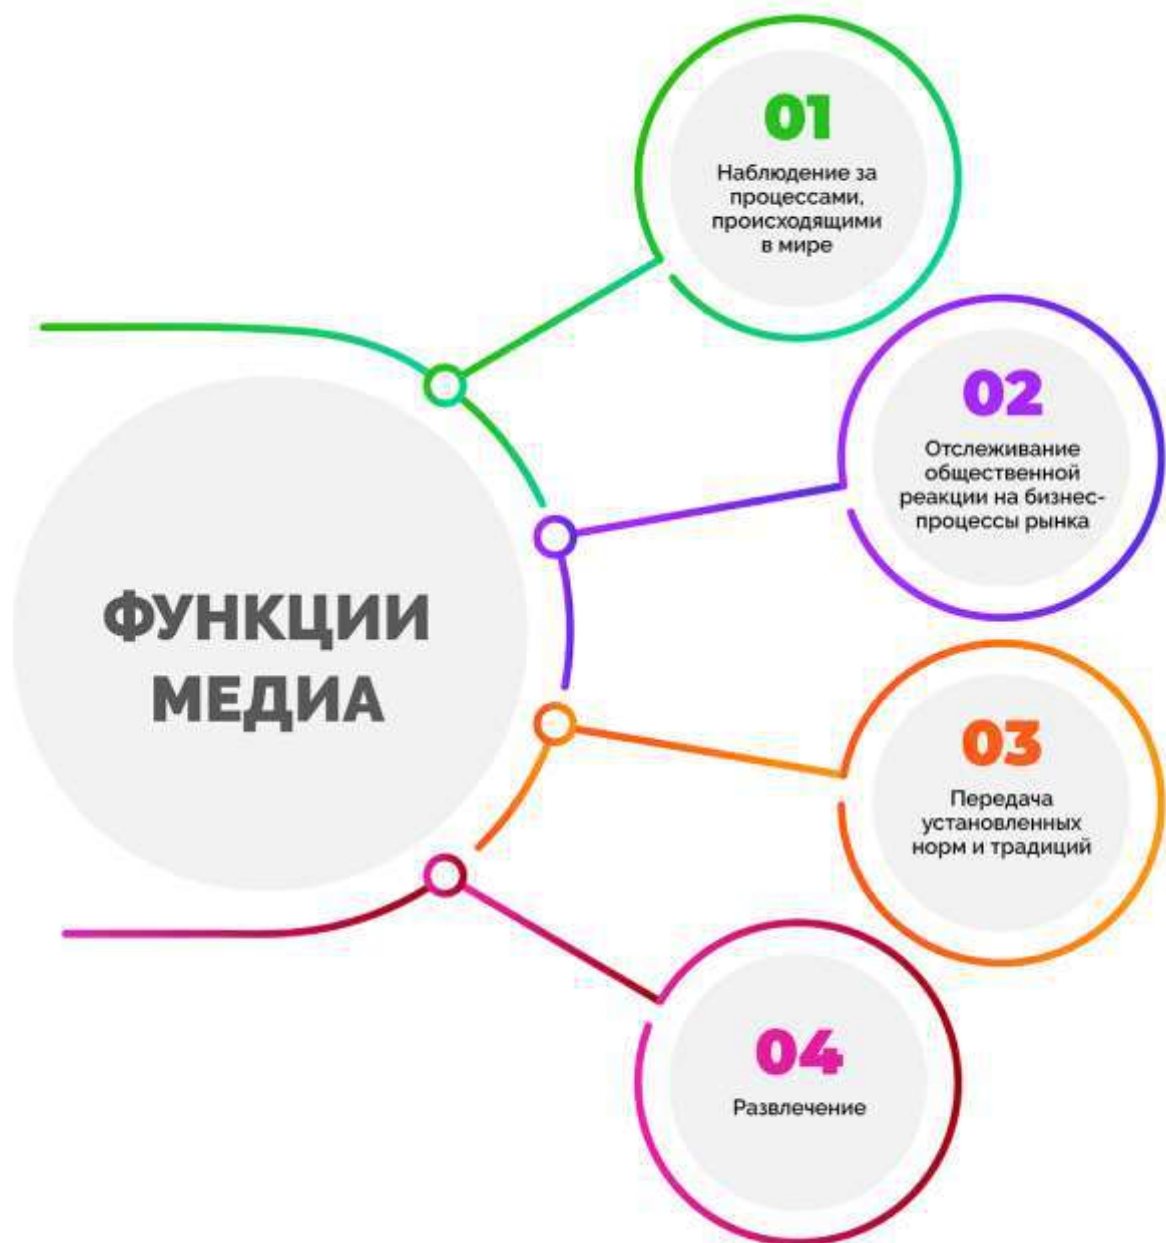 ФУНКЦИИ
МЕДИА
01
Наблюдение за
процессами,
происходящими
в мире
02
Отслеживание
общественной
реакции на бизнес-
процессы рынка
03
Передача
установленных
норм и традиций
04
Развлечение